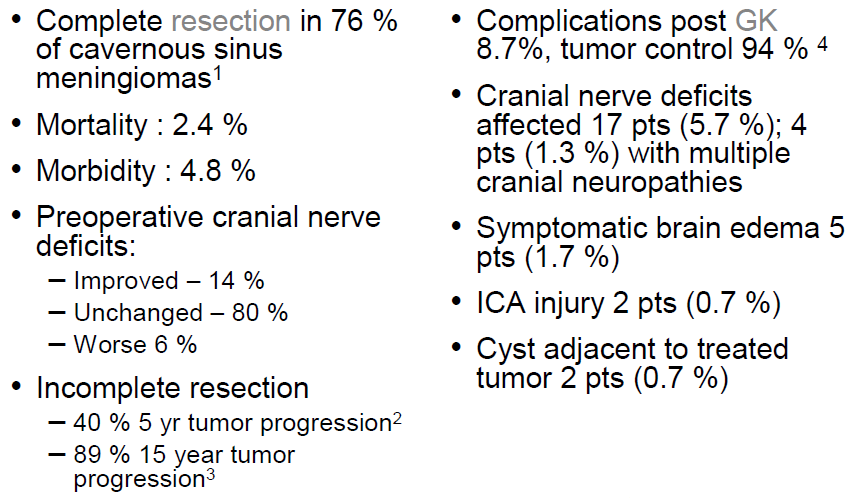 • Complete resection in 76 %
of cavernous sinus
meningiomas¹
• Mortality : 2.4 %
• Morbidity : 4.8 %
• Preoperative cranial nerve
deficits:
– Improved – 14 %
– Unchanged – 80 %
– Worse 6 %
• Incomplete resection
– 40 % 5 yr tumor progression²
– 89 % 15 year tumor
progression³
• Complications post GK
8.7%, tumor control 94 % ⁴
• Cranial nerve deficits
affected 17 pts (5.7 %); 4
pts (1.3 %) with multiple
cranial neuropathies
• Symptomatic brain edema 5
pts (1.7 %)
• ICA injury 2 pts (0.7 %)
• Cyst adjacent to treated
tumor 2 pts (0.7 %)